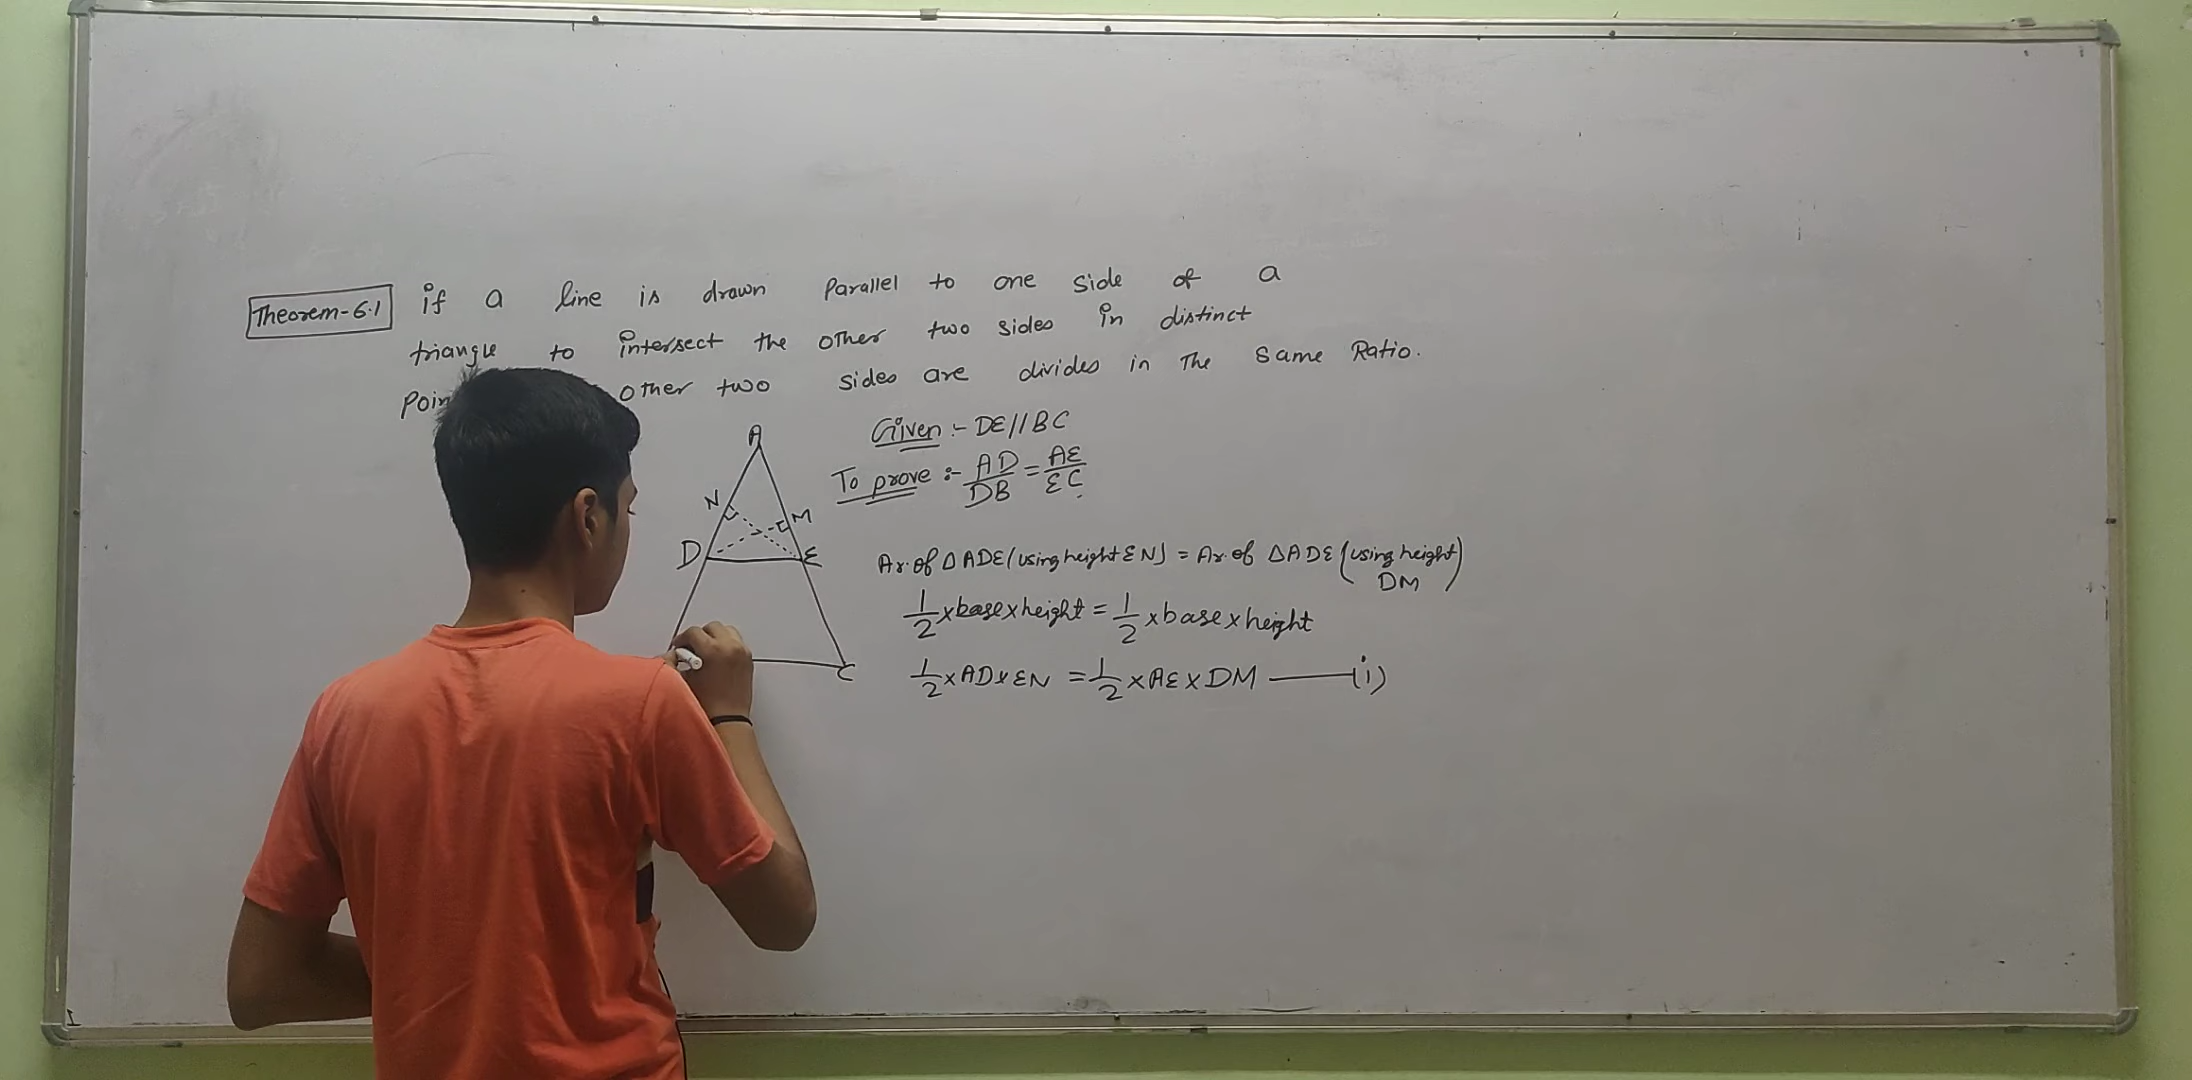 Theorem-6.1 if a line is drawn Parallel to one side of a
triangle to intersect the other two sides in distinct
other two sides are divides in The Same Ratio.
Given :- DE//BC
To prove :- AD/DB = AE/EC
A
N
M
D
E
C
Ar. of △ADE (using height EN) = Ar. of △ADE (using height DM)
1/2 × base × height = 1/2 × base × height
1/2 × AD × EN = 1/2 × AE × DM ——(i)